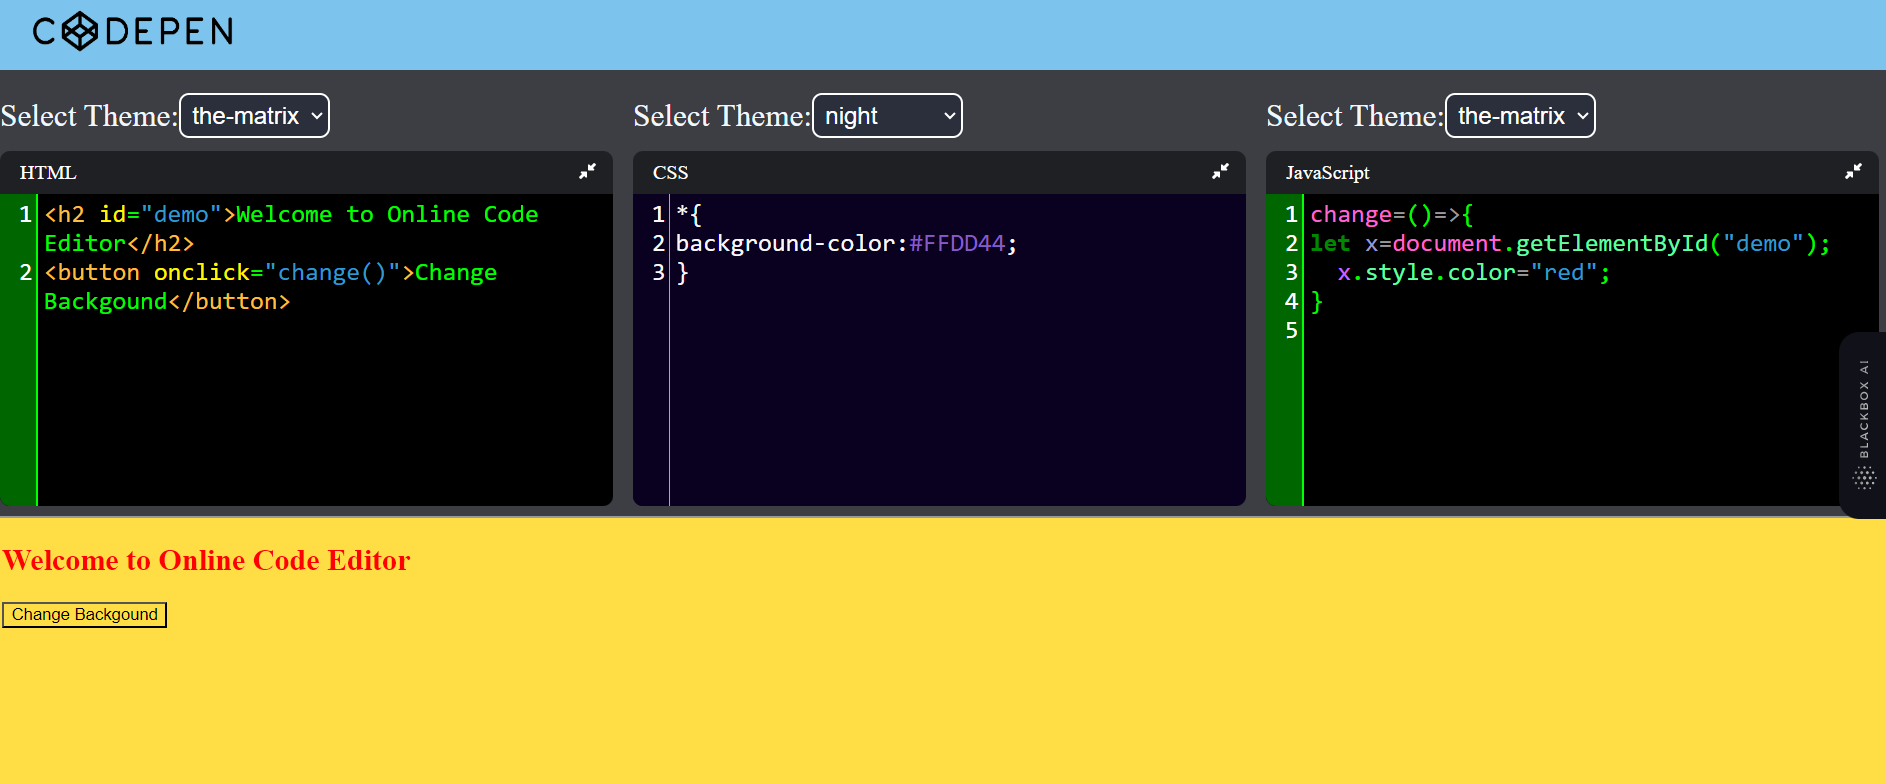 CODEPEN
Select Theme: the-matrix
Select Theme: night
Select Theme: the-matrix
HTML
1 <h2 id="demo">Welcome to Online Code
Editor</h2>
2 <button onclick="change()">Change
Backgound</button>
CSS
1 *{
2 background-color:#FFDD44;
3 }
JavaScript
1 change=()=>{
2 let x=document.getElementById("demo");
3   x.style.color="red";
4 }
5
BLACKBOX AI
Welcome to Online Code Editor
Change Backgound